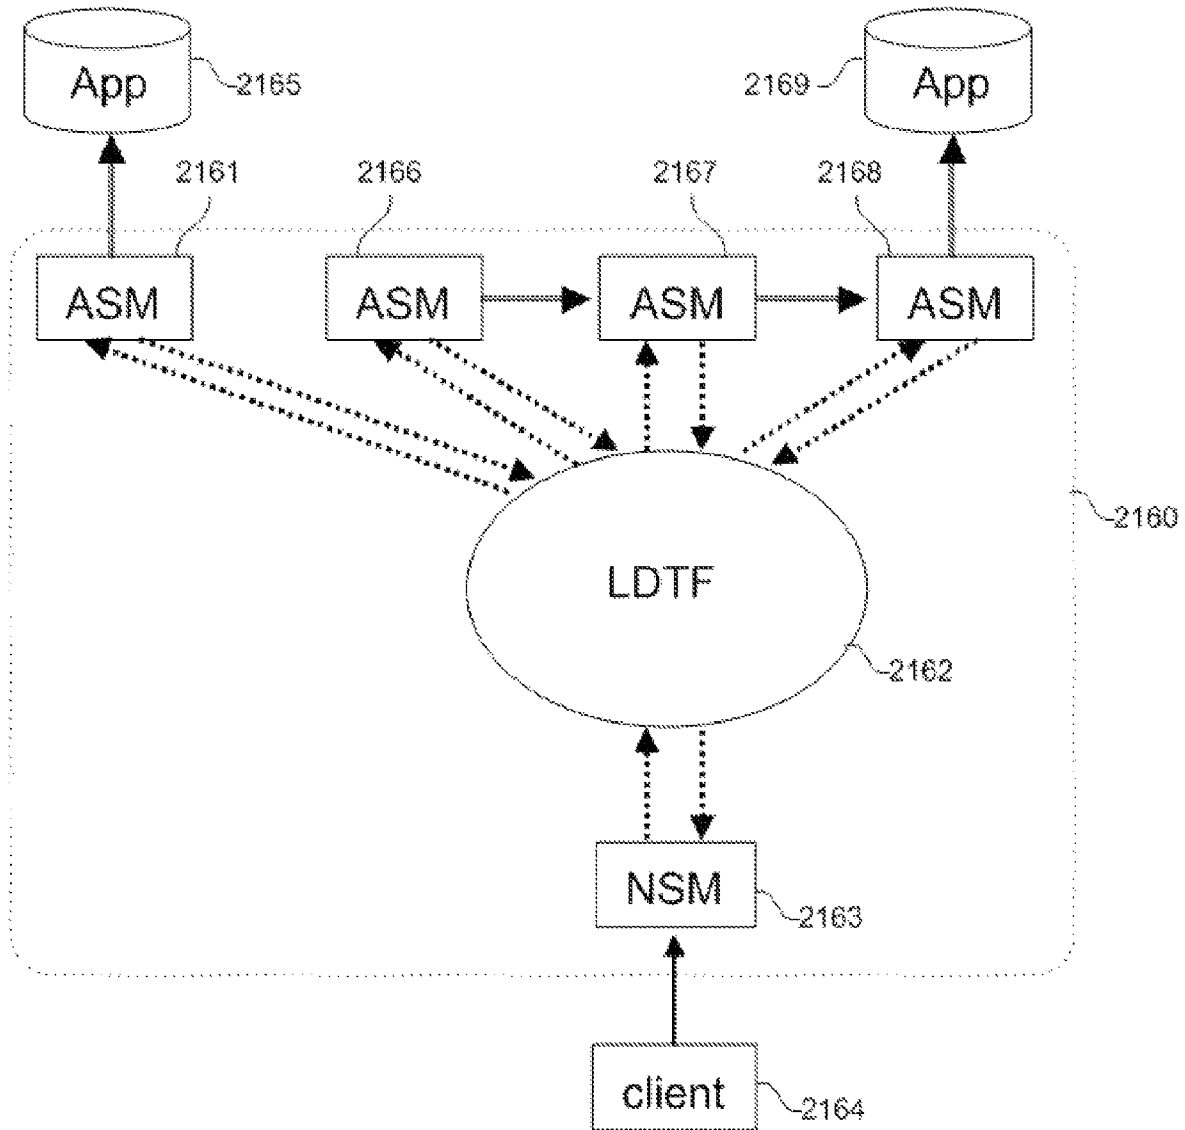 App
2165
2169
App
2161
2166
2167
2168
ASM
ASM
ASM
ASM
2160
LDTF
2162
NSM
2163
client
2164